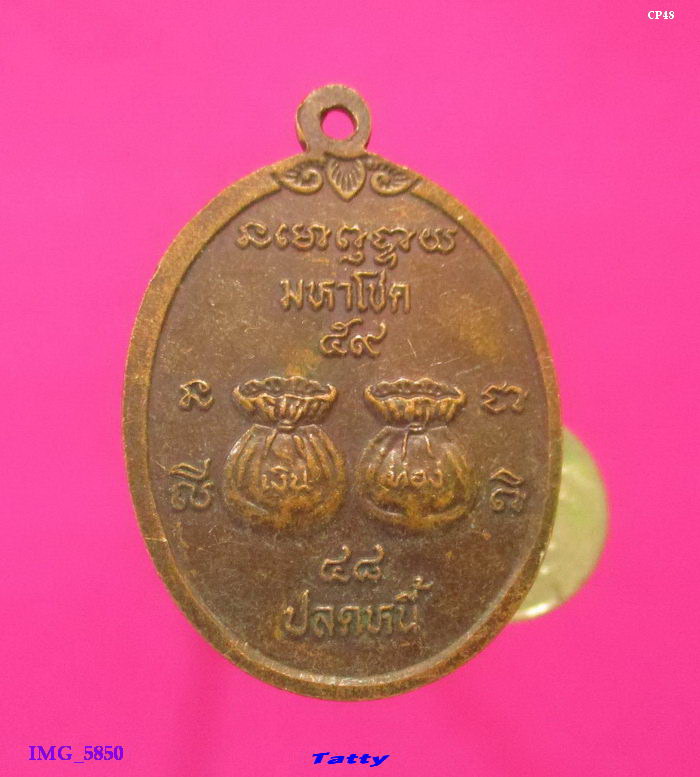 CP48
มหาโชค
๕๙
เงิน ทอง
๔๘
ปลดหนี้
IMG_5850
Tatty